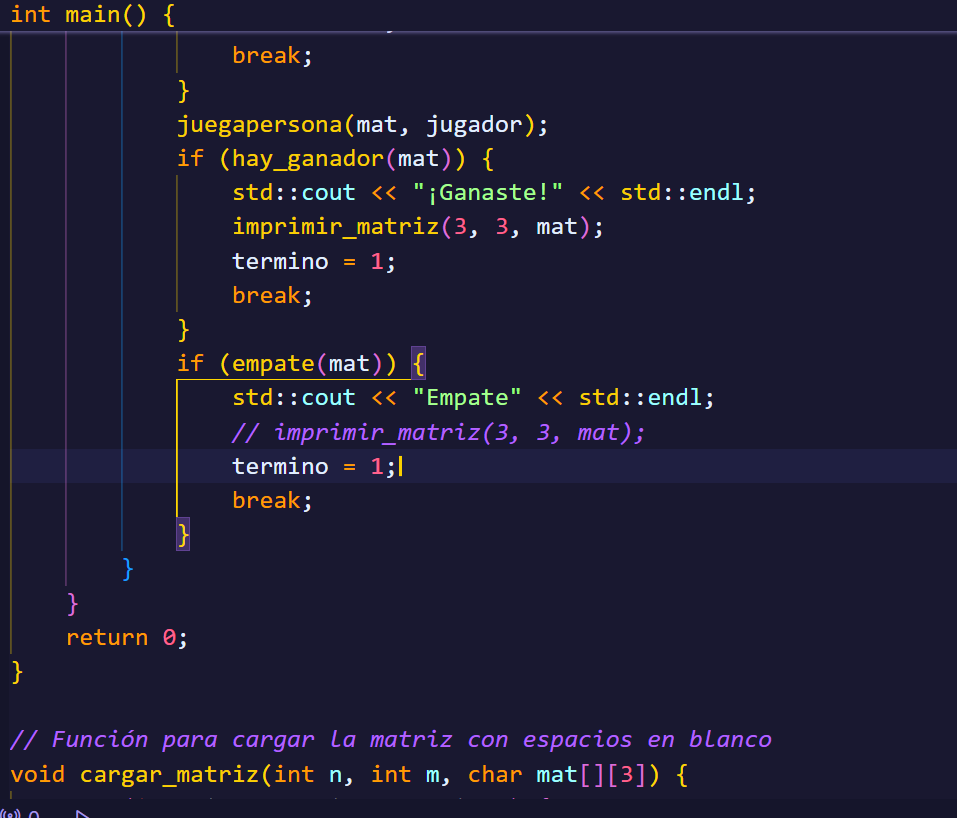 int main() {
break;
}
juegapersona(mat, jugador);
if (hay_ganador(mat)) {
std::cout << "¡Ganaste!" << std::endl;
imprimir_matriz(3, 3, mat);
termino = 1;
break;
}
if (empate(mat)) {
std::cout << "Empate" << std::endl;
// imprimir_matriz(3, 3, mat);
termino = 1;
break;
}
}
}
return 0;
}
// Función para cargar la matriz con espacios en blanco
void cargar_matriz(int n, int m, char mat[][3]) {